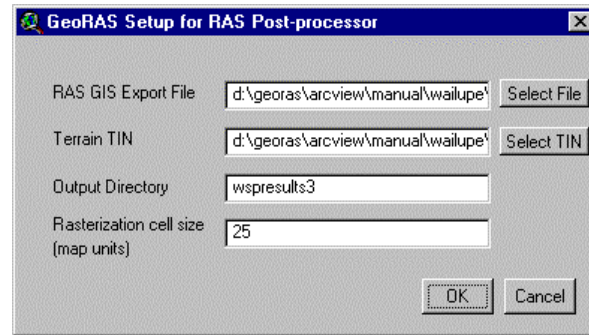 GeoRAS Setup for RAS Post-processor
RAS GIS Export File d:\georas\arcview\manual\wailupe\ Select File
Terrain TIN d:\georas\arcview\manual\wailupe\ Select TIN
Output Directory wspresults3
Rasterization cell size
(map units) 25
OK Cancel